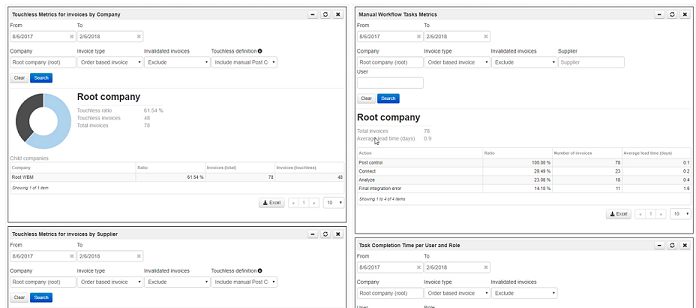 Touchless Metrics for invoices by Company
From To
8/6/2017 2/6/2018
Company Invoice type Invalidated invoices Touchless definition
Root company (root) Order based invoice Exclude Include manual Post C
Clear Search
Root company
Touchless ratio 61.54 %
Touchless invoices 48
Total invoices 78
Child companies
Company Ratio Invoices (total) Invoices (touchless)
Root WBM 61.54 % 78 48
Showing 1 of 1 item
Excel 1 10
Touchless Metrics for invoices by Supplier
From To
8/6/2017 2/6/2018
Company Invoice type Invalidated invoices Touchless definition
Root company (root) Order based invoice Exclude Include manual Post C
Clear Search
Manual Workflow Tasks Metrics
From To
8/6/2017 2/6/2018
Company Invoice type Invalidated invoices Supplier
Root company (root) Order based invoice Exclude Supplier
User
Clear Search
Root company
Total invoices 78
Average lead time (days) 0.9
Action Ratio Number of invoices Average lead time (days)
Post control 100.00 % 78 0.1
Connect 29.49 % 23 0.2
Analyze 23.08 % 18 0.4
Final integration error 14.10 % 11 1.6
Showing 1 to 4 of 4 items
Excel 1 10
Task Completion Time per User and Role
From To
8/6/2017 2/6/2018
Company Invoice type Invalidated invoices
Root company (root) Order based invoice Exclude